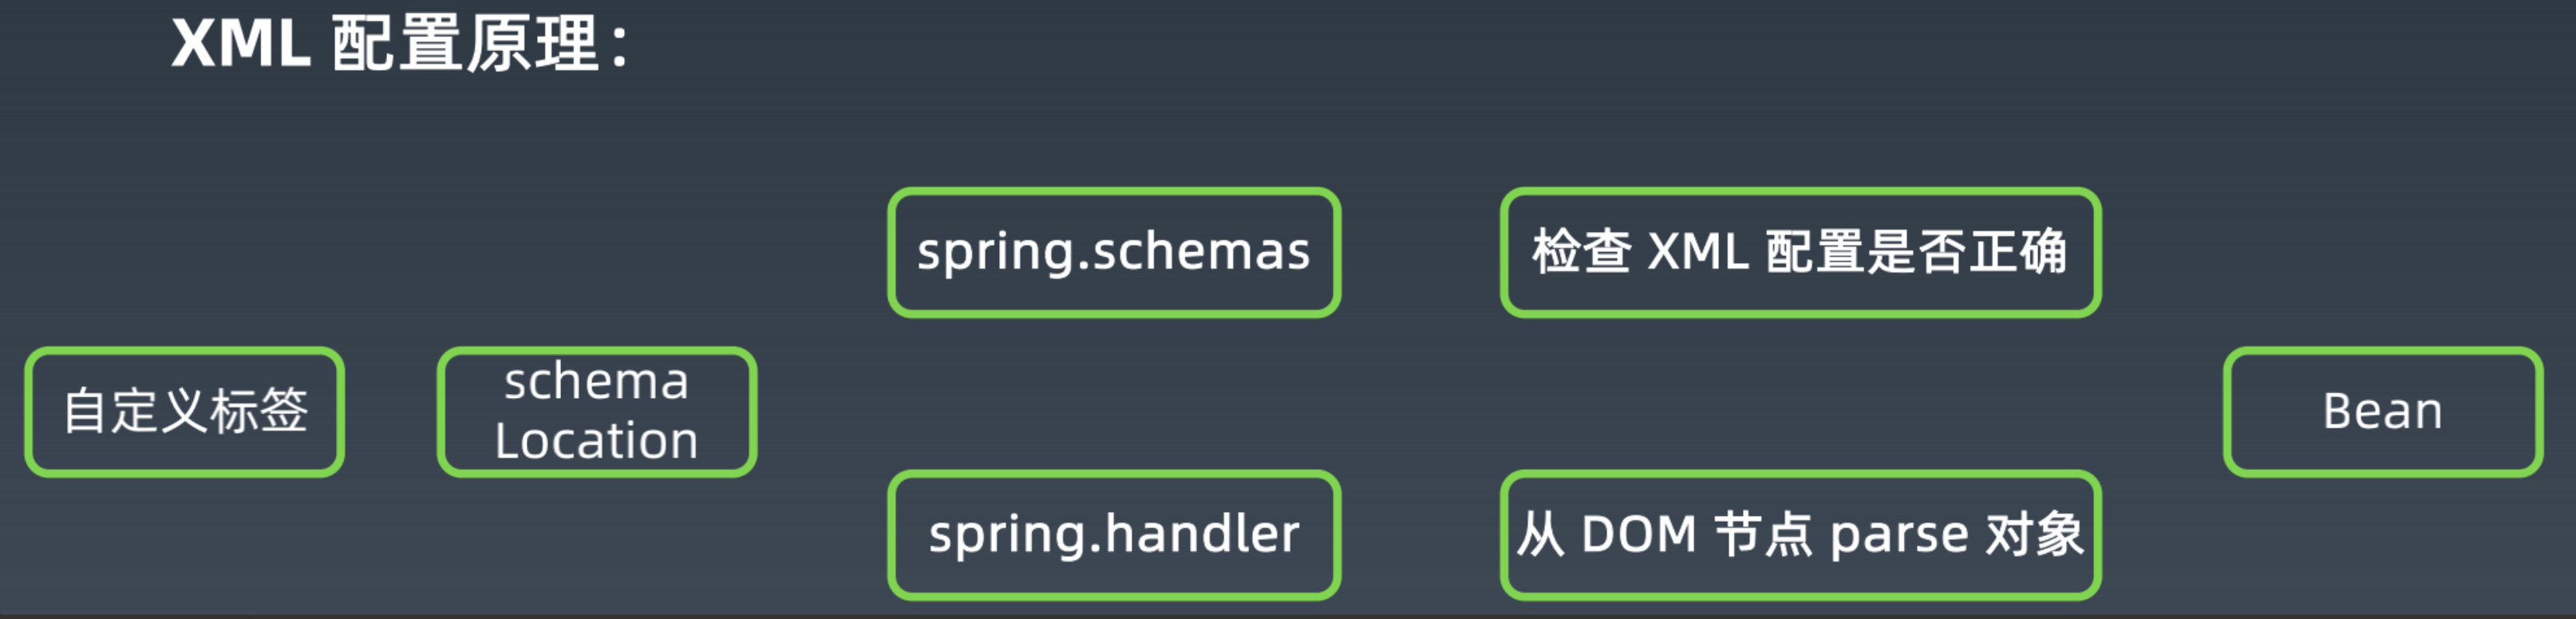 XML 配置原理：
spring.schemas
检查 XML 配置是否正确
自定义标签
schema
Location
Bean
spring.handler
从 DOM 节点 parse 对象